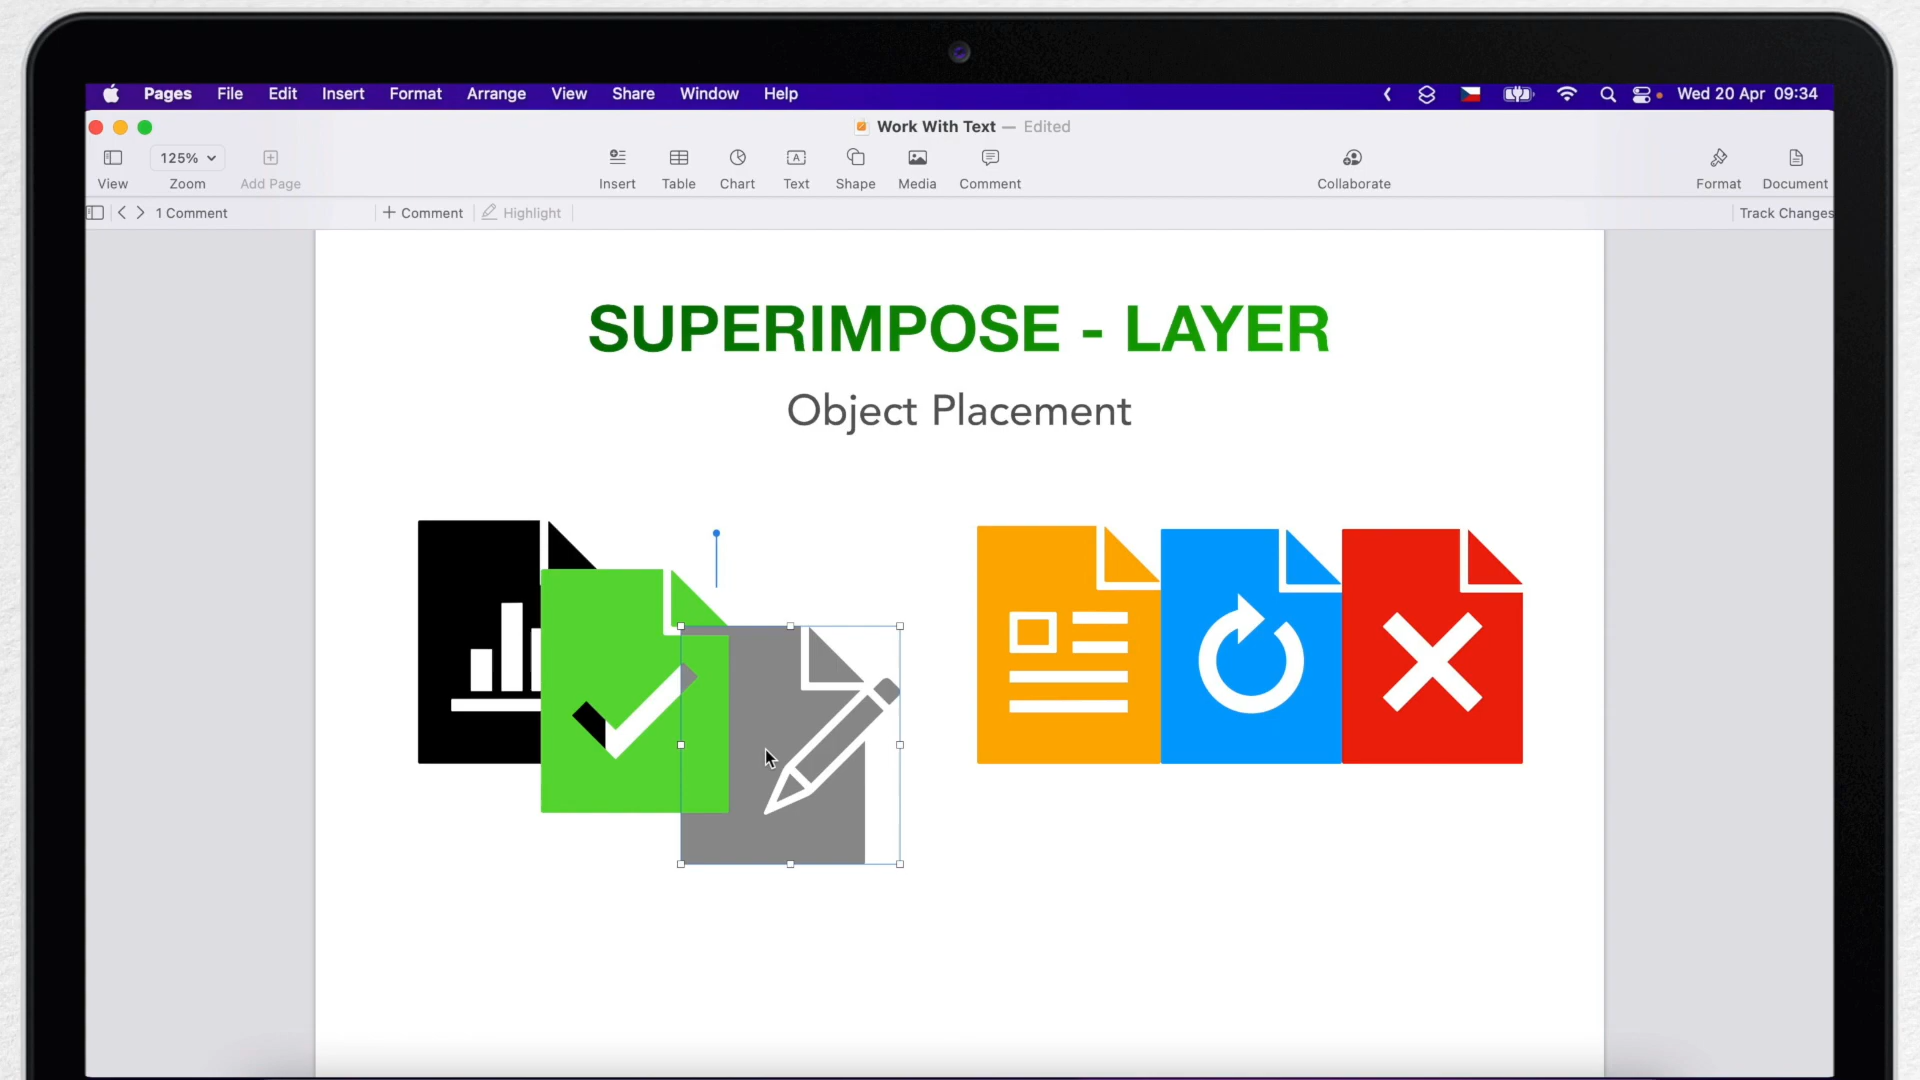 Pages File Edit Insert Format Arrange View Share Window Help Wed 20 Apr 09:34
Work With Text — Edited
125%
View Zoom Add Page Insert Table Chart Text Shape Media Comment Collaborate Format Document
1 Comment + Comment Highlight Track Changes
SUPERIMPOSE - LAYER
Object Placement